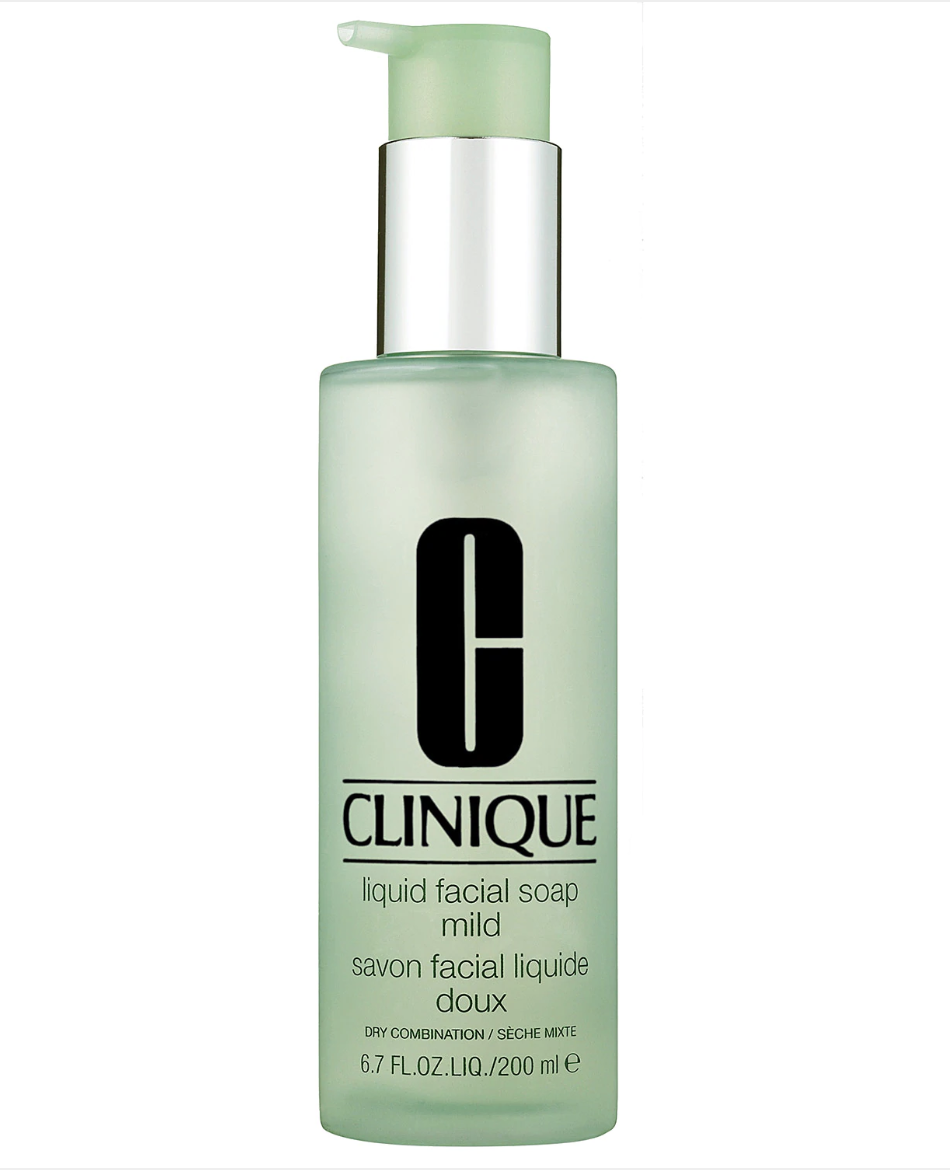 C
CLINIQUE
liquid facial soap
mild
savon facial liquide
doux
DRY COMBINATION / SÈCHE MIXTE
6.7 FL.OZ.LIQ./200 ml ℮